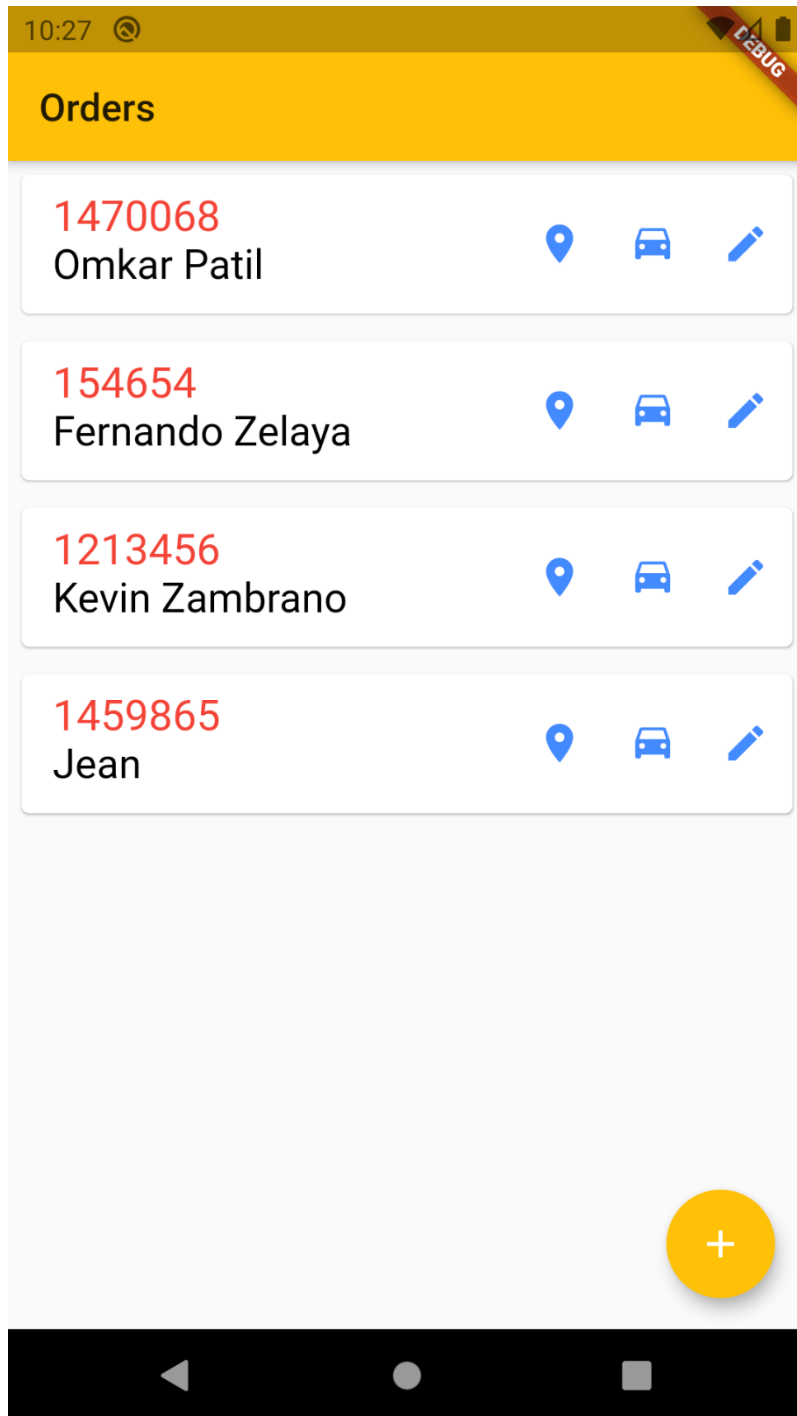 10:27
DEBUG
Orders
1470068
Omkar Patil
154654
Fernando Zelaya
1213456
Kevin Zambrano
1459865
Jean